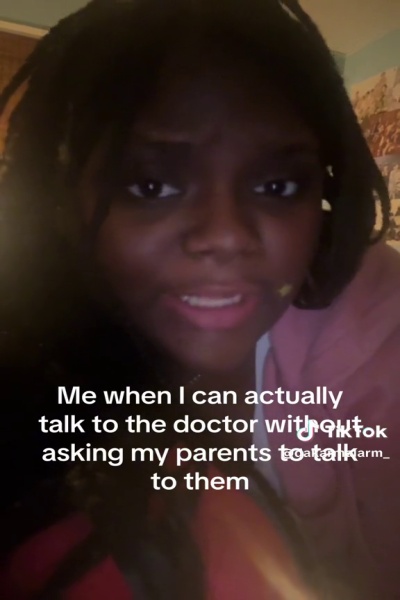 Me when I can actually
talk to the doctor without
asking my parents to talk
to them
TikTok